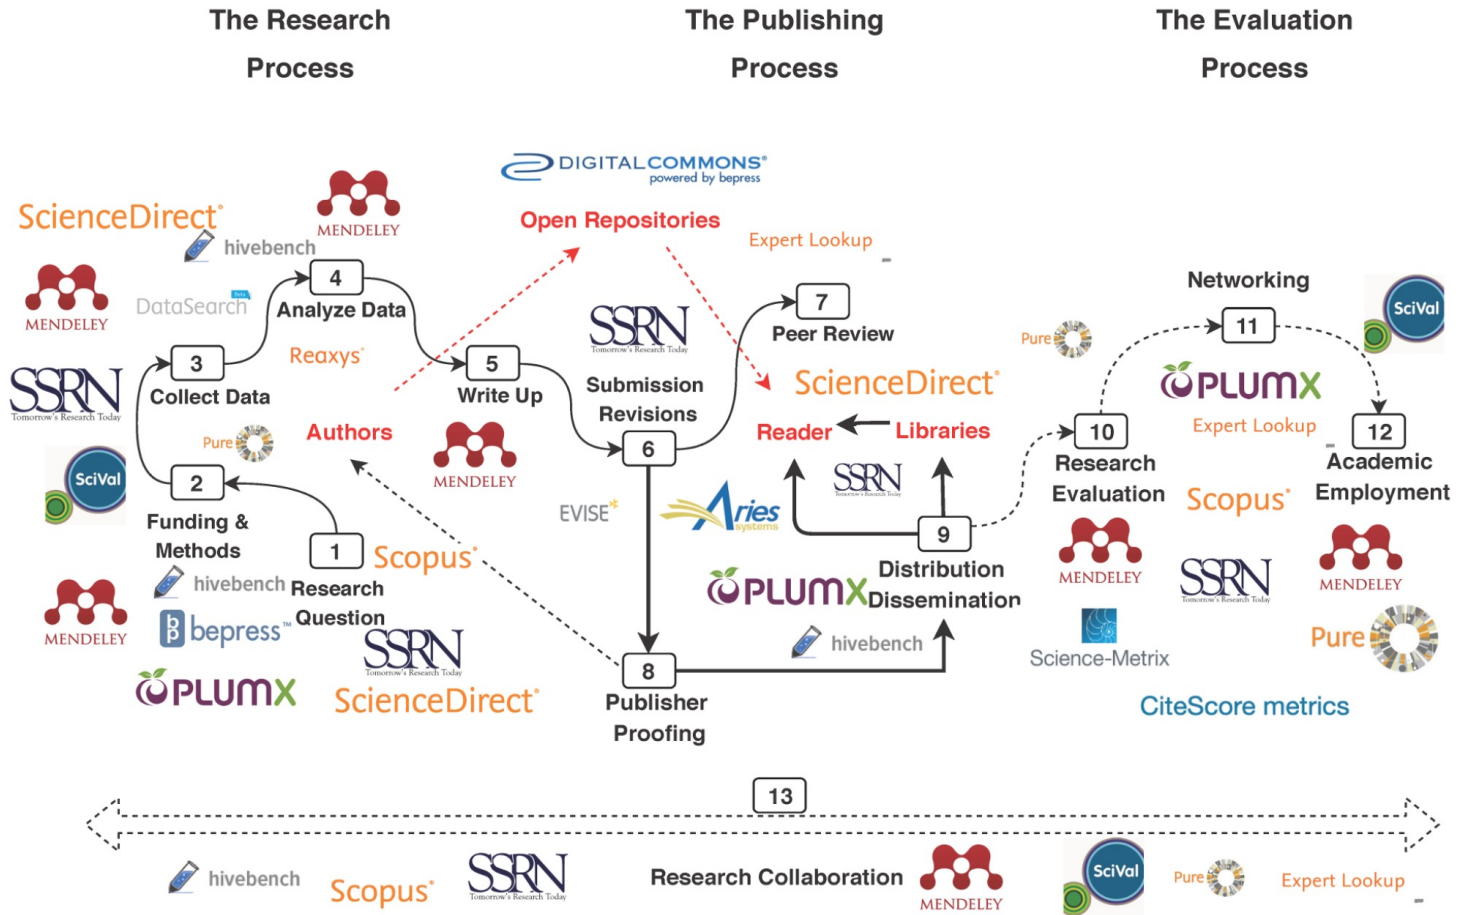 The Research
Process
The Publishing
Process
The Evaluation
Process
DIGITALCOMMONS®
powered by bepress
Open Repositories
Expert Lookup
ScienceDirect®
MENDELEY
hivebench
MENDELEY
DataSearch
Beta
4
Analyze Data
Reaxys®
3
Collect Data
SSRN
Tomorrow's Research Today
Pure
Authors
SciVal
2
Funding &
Methods
1
Research
Question
Scopus®
hivebench
MENDELEY
bp
bepress™
SSRN
Tomorrow's Research Today
PLUMX
ScienceDirect®
5
Write Up
MENDELEY
SSRN
Tomorrow's Research Today
Submission
Revisions
6
7
Peer Review
ScienceDirect®
Reader
Libraries
SSRN
Tomorrow's Research Today
EVISE
Aries
systems
9
Distribution
Dissemination
PLUMX
hivebench
8
Publisher
Proofing
Networking
11
SciVal
Pure
PLUMX
Expert Lookup
10
Research
Evaluation
12
Academic
Employment
Scopus®
MENDELEY
SSRN
Tomorrow's Research Today
MENDELEY
Science-Metrix
Pure
CiteScore metrics
13
hivebench
Scopus®
SSRN
Tomorrow's Research Today
Research Collaboration
MENDELEY
SciVal
Pure
Expert Lookup